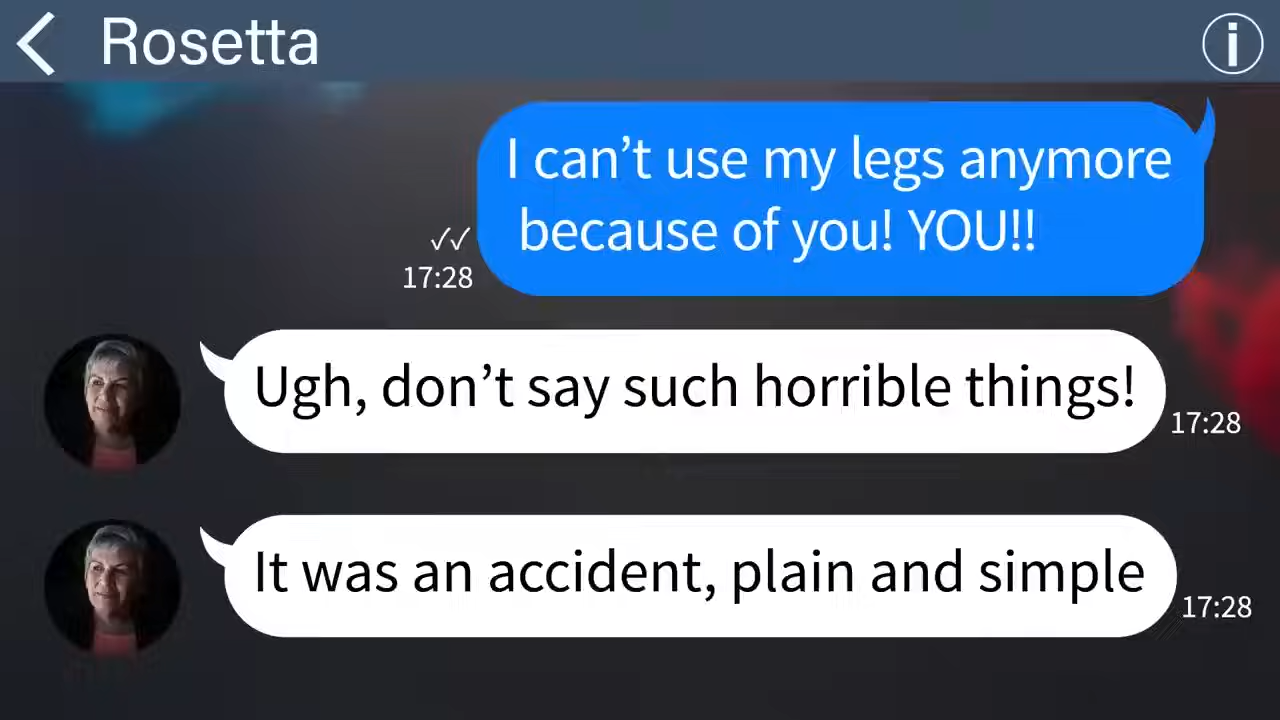 Rosetta
I can’t use my legs anymore
because of you! YOU!!
17:28
Ugh, don’t say such horrible things!
17:28
It was an accident, plain and simple
17:28